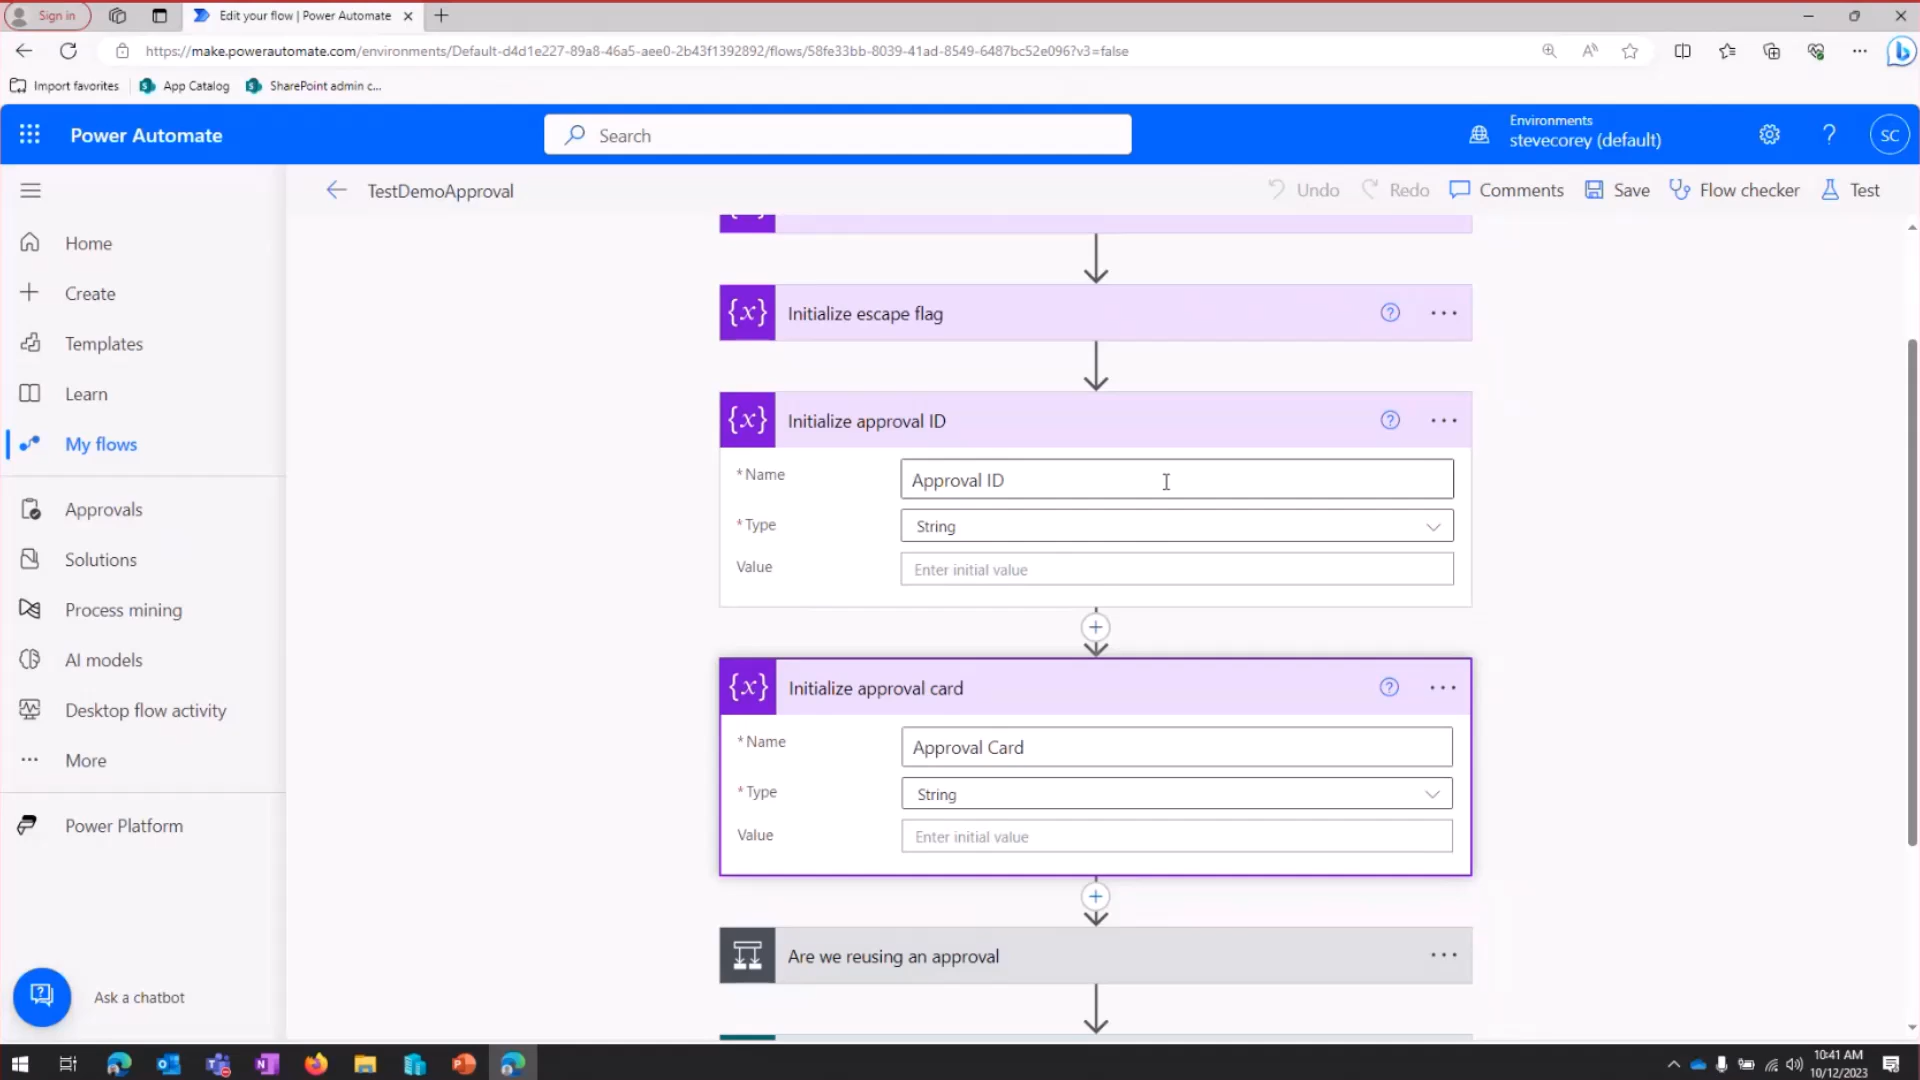 Sign in
Edit your flow | Power Automate
https://make.powerautomate.com/environments/Default-d4d1e227-89a8-46a5-aee0-2b43f1392892/flows/58fe33bb-8039-41ad-8549-6487bc52e096?v3=false
Import favorites
App Catalog
SharePoint admin c...
Power Automate
Search
Environments
stevecorey (default)
SC
TestDemoApproval
Undo
Redo
Comments
Save
Flow checker
Test
Home
Create
Templates
Learn
My flows
Approvals
Solutions
Process mining
AI models
Desktop flow activity
More
Power Platform
Ask a chatbot
{x} Initialize escape flag
{x} Initialize approval ID
* Name
Approval ID
* Type
String
Value
Enter initial value
{x} Initialize approval card
* Name
Approval Card
* Type
String
Value
Enter initial value
Are we reusing an approval
10:41 AM
10/12/2023